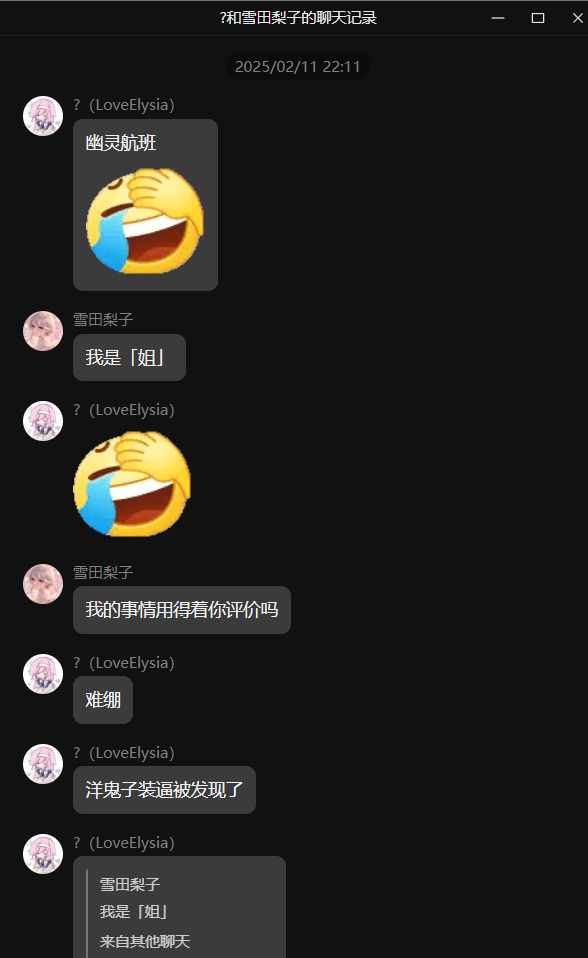 ?和雪田梨子的聊天记录
2025/02/11 22:11
?（LoveElysia）
幽灵航班
雪田梨子
我是「姐」
?（LoveElysia）
雪田梨子
我的事情用得着你评价吗
?（LoveElysia）
难绷
?（LoveElysia）
洋鬼子装逼被发现了
?（LoveElysia）
雪田梨子
我是「姐」
来自其他聊天